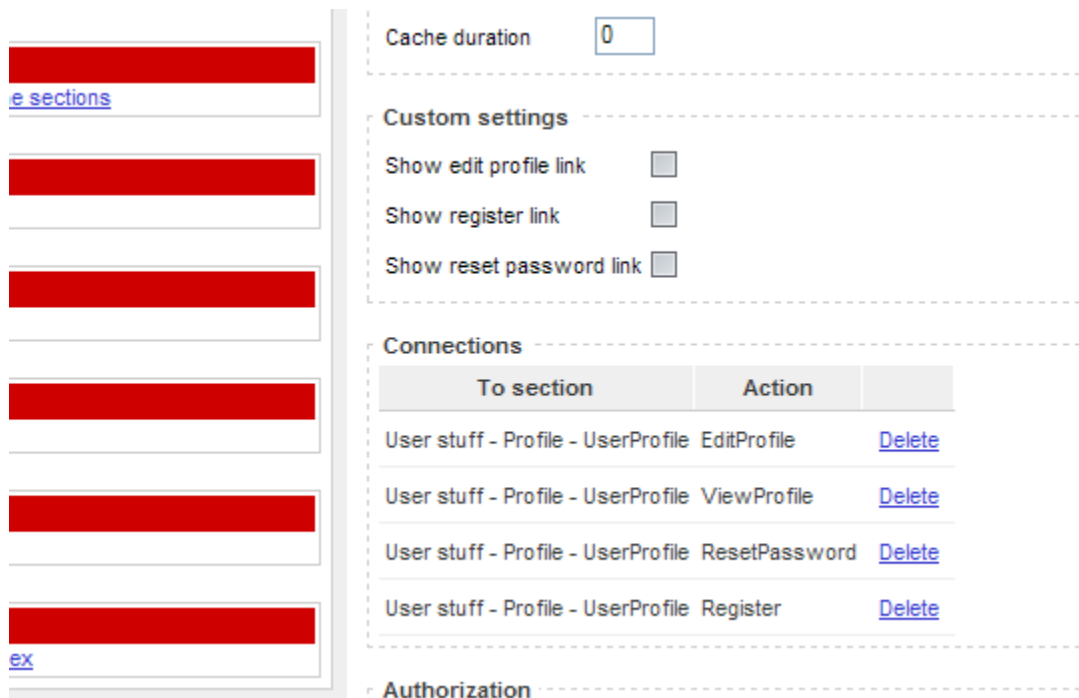 Cache duration 0
e sections
Custom settings
Show edit profile link
Show register link
Show reset password link
Connections
To section Action
User stuff - Profile - UserProfile EditProfile Delete
User stuff - Profile - UserProfile ViewProfile Delete
User stuff - Profile - UserProfile ResetPassword Delete
User stuff - Profile - UserProfile Register Delete
ex
Authorization